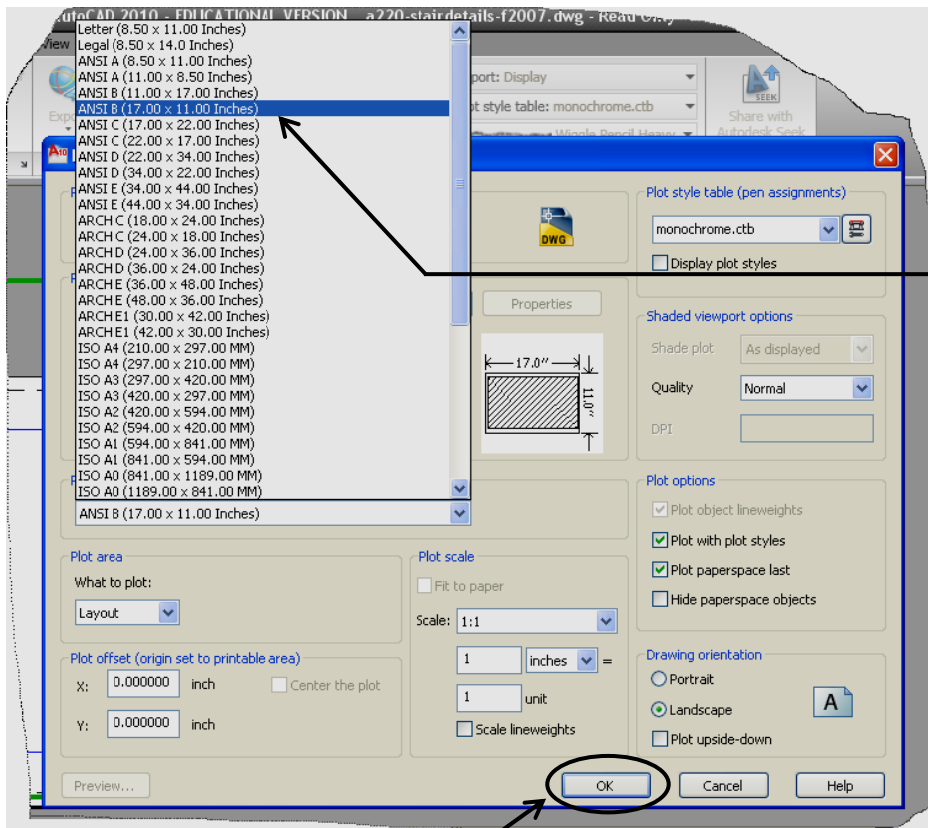 AutoCAD 2010 - EDUCATIONAL VERSION a220-stairdetails-f2007.dwg - Read Only
View
port: Display
ot style table: monochrome.ctb
Wiggle Pencil Heavy
SEEK
Share with
Autodesk Seek
Letter (8.50 x 11.00 Inches)
Legal (8.50 x 14.0 Inches)
ANSI A (8.50 x 11.00 Inches)
ANSI A (11.00 x 8.50 Inches)
ANSI B (11.00 x 17.00 Inches)
ANSI B (17.00 x 11.00 Inches)
ANSI C (17.00 x 22.00 Inches)
ANSI C (22.00 x 17.00 Inches)
ANSI D (22.00 x 34.00 Inches)
ANSI D (34.00 x 22.00 Inches)
ANSI E (34.00 x 44.00 Inches)
ANSI E (44.00 x 34.00 Inches)
ARCH C (18.00 x 24.00 Inches)
ARCH C (24.00 x 18.00 Inches)
ARCH D (24.00 x 36.00 Inches)
ARCH D (36.00 x 24.00 Inches)
ARCH E (36.00 x 48.00 Inches)
ARCH E (48.00 x 36.00 Inches)
ARCH E1 (30.00 x 42.00 Inches)
ARCH E1 (42.00 x 30.00 Inches)
ISO A4 (210.00 x 297.00 MM)
ISO A4 (297.00 x 210.00 MM)
ISO A3 (297.00 x 420.00 MM)
ISO A3 (420.00 x 297.00 MM)
ISO A2 (420.00 x 594.00 MM)
ISO A2 (594.00 x 420.00 MM)
ISO A1 (594.00 x 841.00 MM)
ISO A1 (841.00 x 594.00 MM)
ISO A0 (841.00 x 1189.00 MM)
ISO A0 (1189.00 x 841.00 MM)
ANSI B (17.00 x 11.00 Inches)
DWG
Properties
17.0″
11.0″
Plot style table (pen assignments)
monochrome.ctb
Display plot styles
Shaded viewport options
Shade plot As displayed
Quality Normal
DPI
Plot options
Plot object lineweights
Plot with plot styles
Plot paperspace last
Hide paperspace objects
Plot area
What to plot:
Layout
Plot scale
Fit to paper
Scale: 1:1
1 inches =
1 unit
Scale lineweights
Plot offset (origin set to printable area)
X: 0.000000 inch Center the plot
Y: 0.000000 inch
Drawing orientation
Portrait
Landscape
Plot upside-down
A
Preview... OK Cancel Help